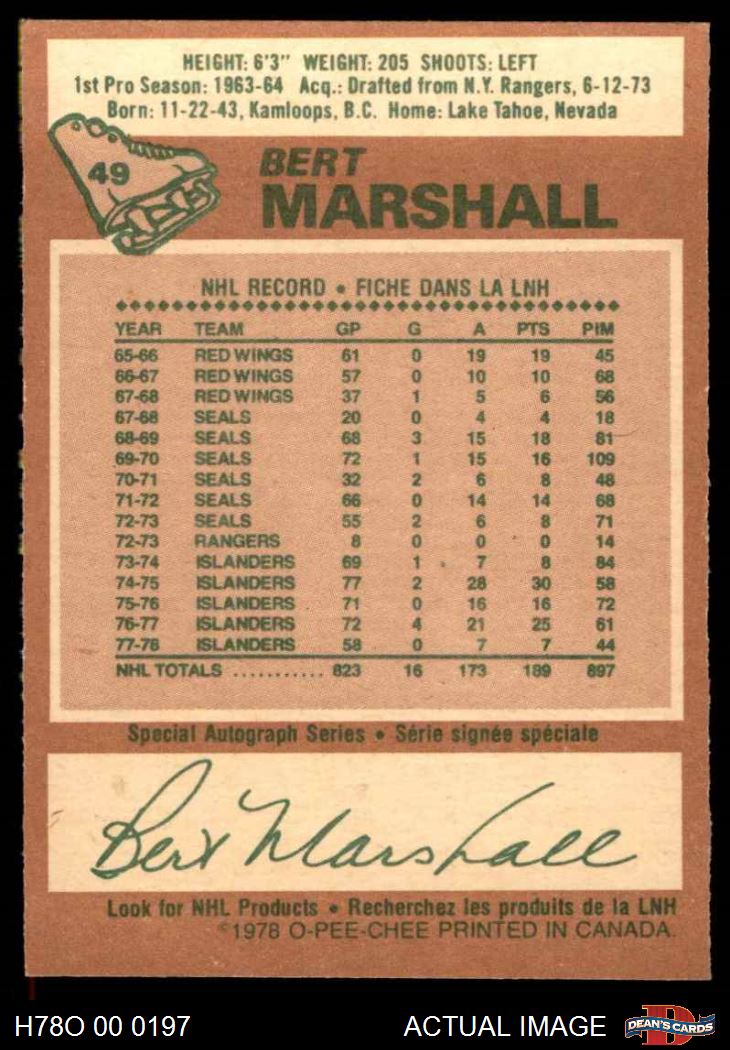 HEIGHT: 6'3" WEIGHT: 205 SHOOTS: LEFT
1st Pro Season: 1963-64 Acq.: Drafted from N.Y. Rangers, 6-12-73
Born: 11-22-43, Kamloops, B.C. Home: Lake Tahoe, Nevada
49
BERT
MARSHALL
NHL RECORD • FICHE DANS LA LNH
YEAR TEAM GP G A PTS PIM
65-66 RED WINGS 61 0 19 19 45
66-67 RED WINGS 57 0 10 10 68
67-68 RED WINGS 37 1 5 6 56
67-68 SEALS 20 0 4 4 18
68-69 SEALS 68 3 15 18 81
69-70 SEALS 72 1 15 16 109
70-71 SEALS 32 2 6 8 48
71-72 SEALS 66 0 14 14 68
72-73 SEALS 55 2 6 8 71
72-73 RANGERS 8 0 0 0 14
73-74 ISLANDERS 69 1 7 8 84
74-75 ISLANDERS 77 2 28 30 58
75-76 ISLANDERS 71 0 16 16 72
76-77 ISLANDERS 72 4 21 25 61
77-78 ISLANDERS 58 0 7 7 44
NHL TOTALS ........... 823 16 173 189 897
Special Autograph Series • Série signée spéciale
Bert Marshall
Look for NHL Products • Recherchez les produits de la LNH
©1978 O-PEE-CHEE PRINTED IN CANADA.
H78O 00 0197 ACTUAL IMAGE D DEAN'S CARDS